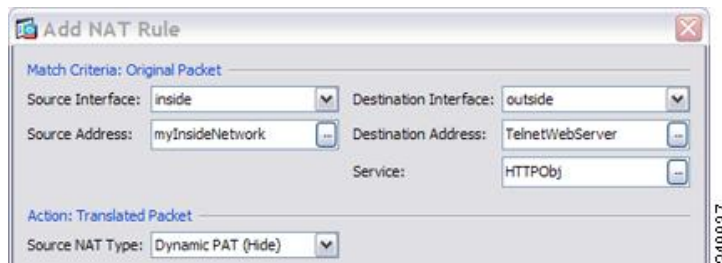 Add NAT Rule
Match Criteria: Original Packet
Source Interface: inside Destination Interface: outside
Source Address: myInsideNetwork ... Destination Address: TelnetWebServer ...
Service: HTTPObj ...
Action: Translated Packet
Source NAT Type: Dynamic PAT (Hide)
248827